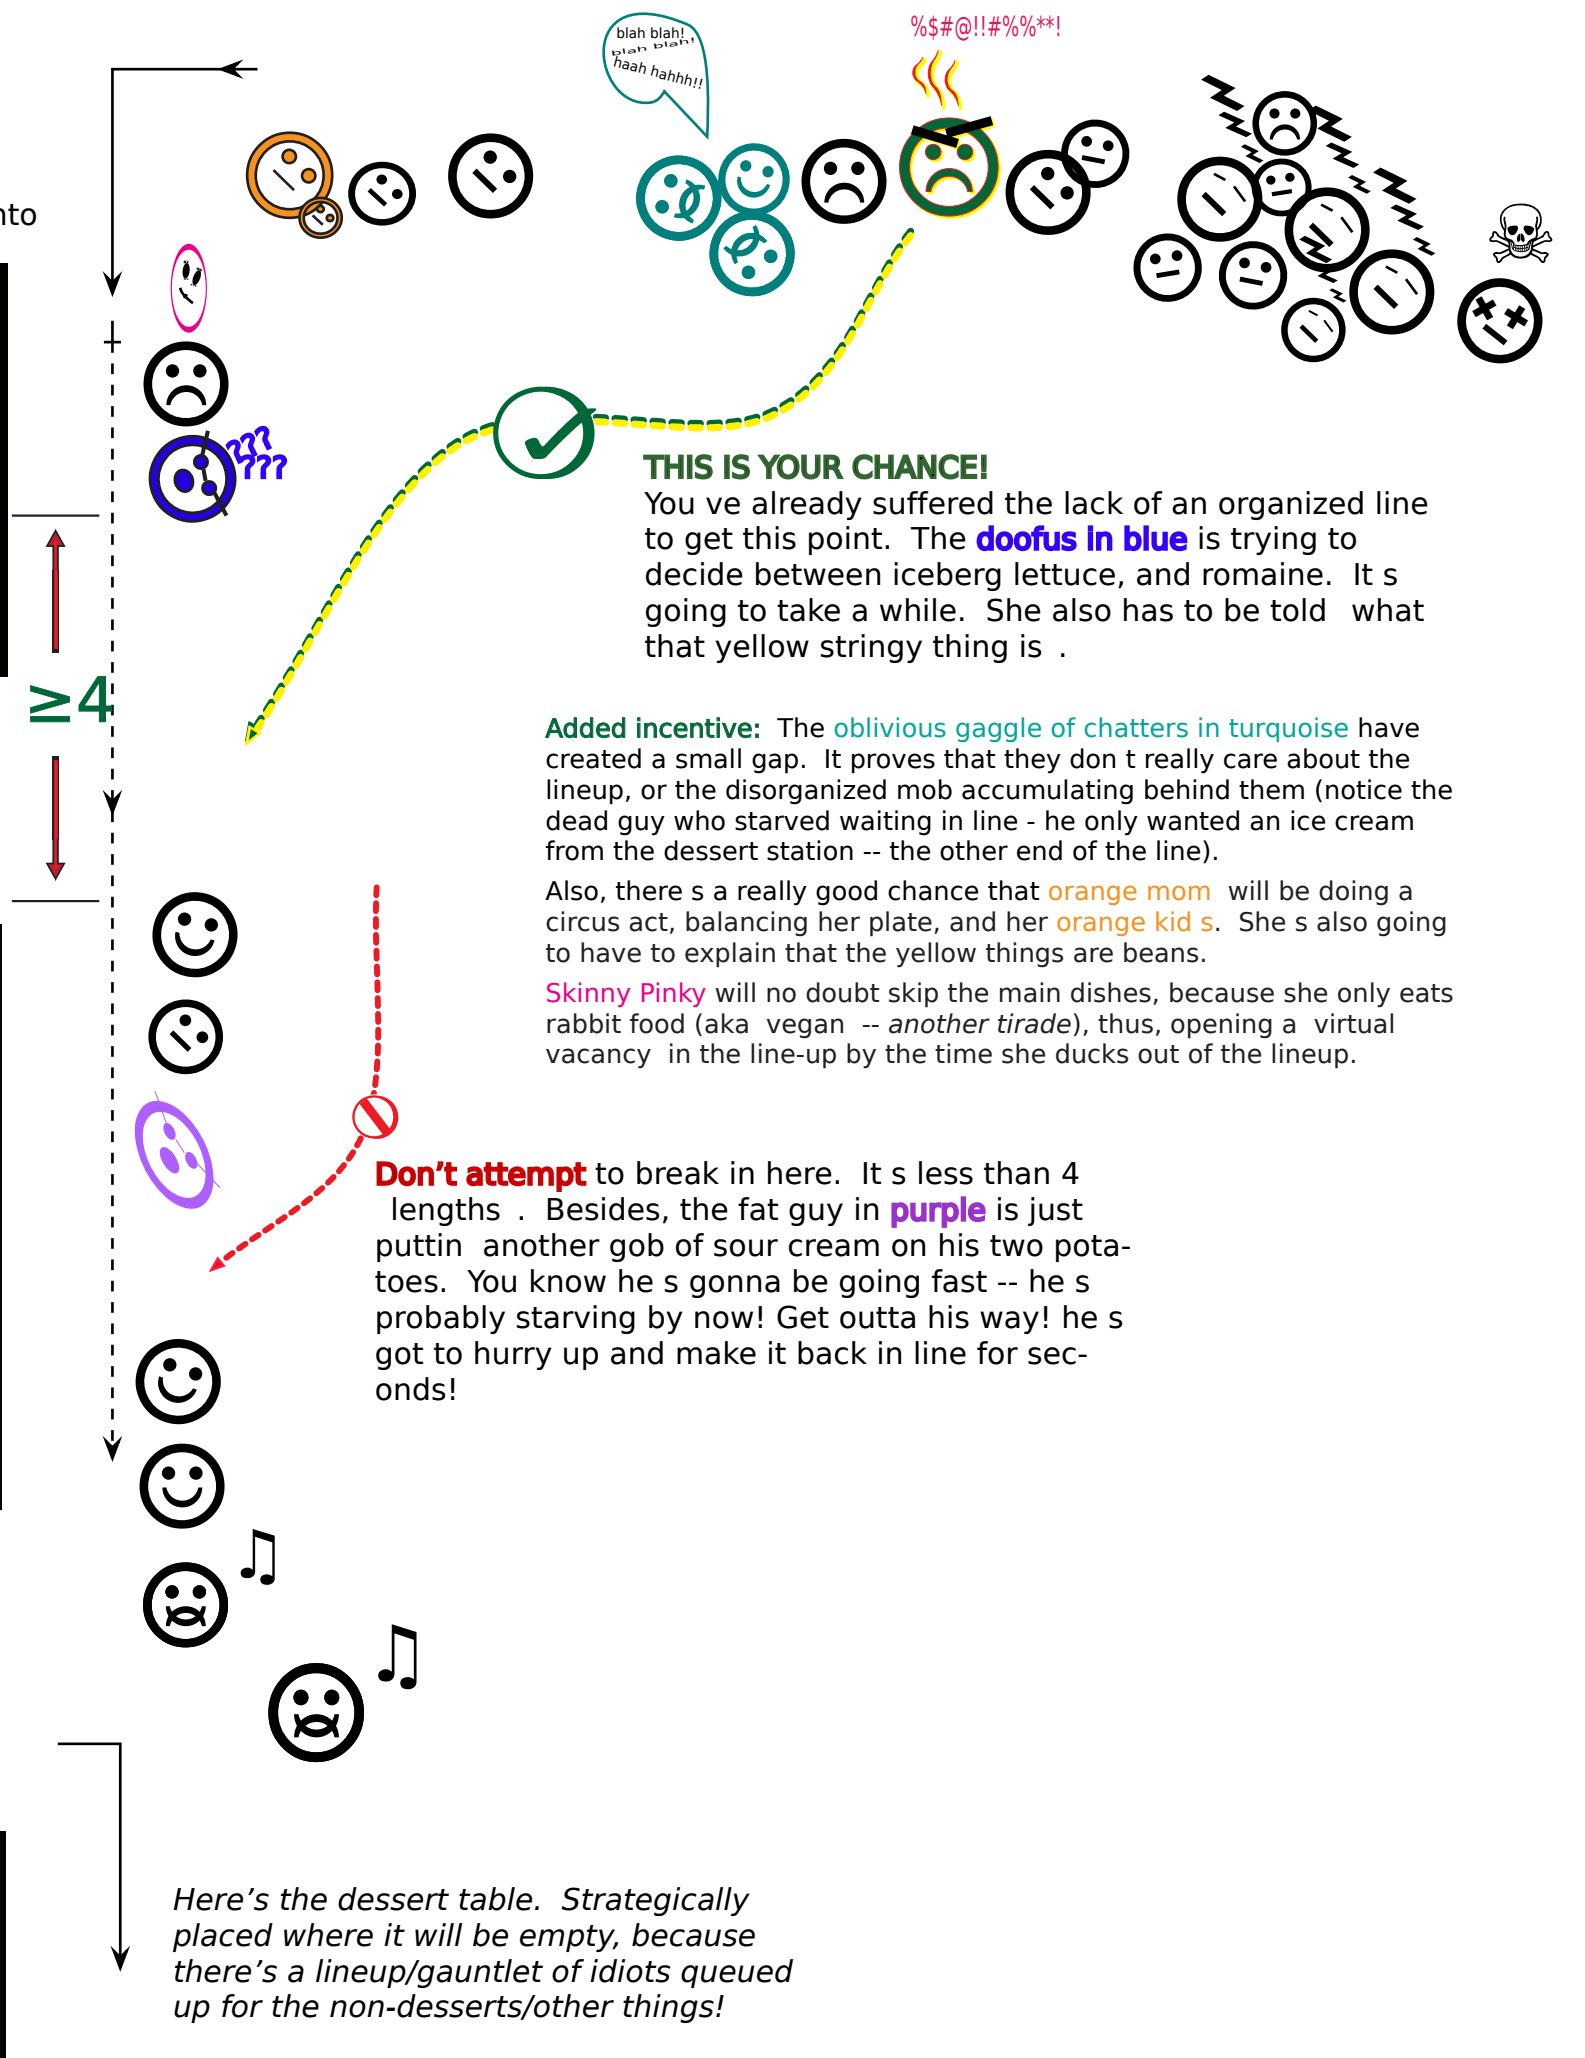 %$#@!!#%%**!
blah blah!
blah blah!
haah hahhh!!
nto
???
???
THIS IS YOUR CHANCE!
You ve already suffered the lack of an organized line
to get this point.  The doofus in blue is trying to
decide between iceberg lettuce, and romaine.  It s
going to take a while.  She also has to be told   what
that yellow stringy thing is  .
≥4
Added incentive:  The oblivious gaggle of chatters in turquoise have
created a small gap.  It proves that they don t really care about the
lineup, or the disorganized mob accumulating behind them (notice the
dead guy who starved waiting in line - he only wanted an ice cream
from the dessert station -- the other end of the line).
Also, there s a really good chance that orange mom  will be doing a
circus act, balancing her plate, and her orange kid s.  She s also going
to have to explain that the yellow things are beans.
Skinny Pinky will no doubt skip the main dishes, because she only eats
rabbit food (aka  vegan  -- another tirade), thus, opening a  virtual
vacancy  in the line-up by the time she ducks out of the lineup.
Don’t attempt to break in here.  It s less than 4
lengths  .  Besides, the fat guy in purple is just
puttin  another gob of sour cream on his two pota-
toes.  You know he s gonna be going fast -- he s
probably starving by now! Get outta his way! he s
got to hurry up and make it back in line for sec-
onds!
Here’s the dessert table.  Strategically
placed where it will be empty, because
there’s a lineup/gauntlet of idiots queued
up for the non-desserts/other things!